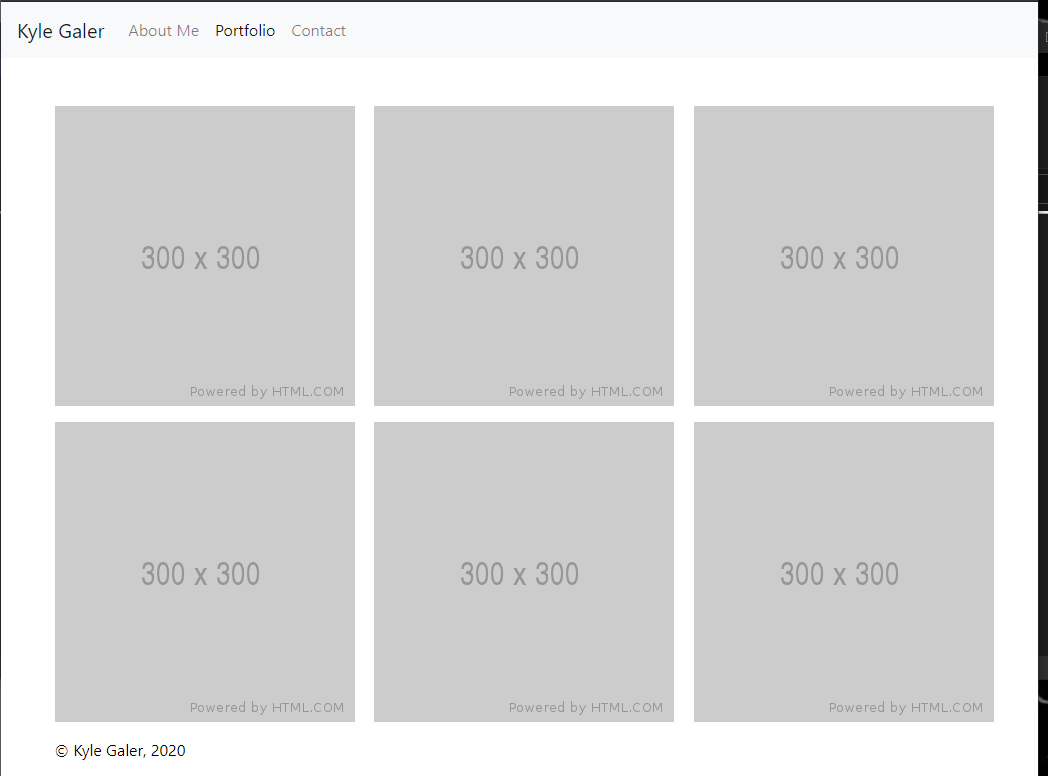 Kyle Galer About Me Portfolio Contact
300 x 300 300 x 300 300 x 300
Powered by HTML.COM Powered by HTML.COM Powered by HTML.COM
300 x 300 300 x 300 300 x 300
Powered by HTML.COM Powered by HTML.COM Powered by HTML.COM
© Kyle Galer, 2020